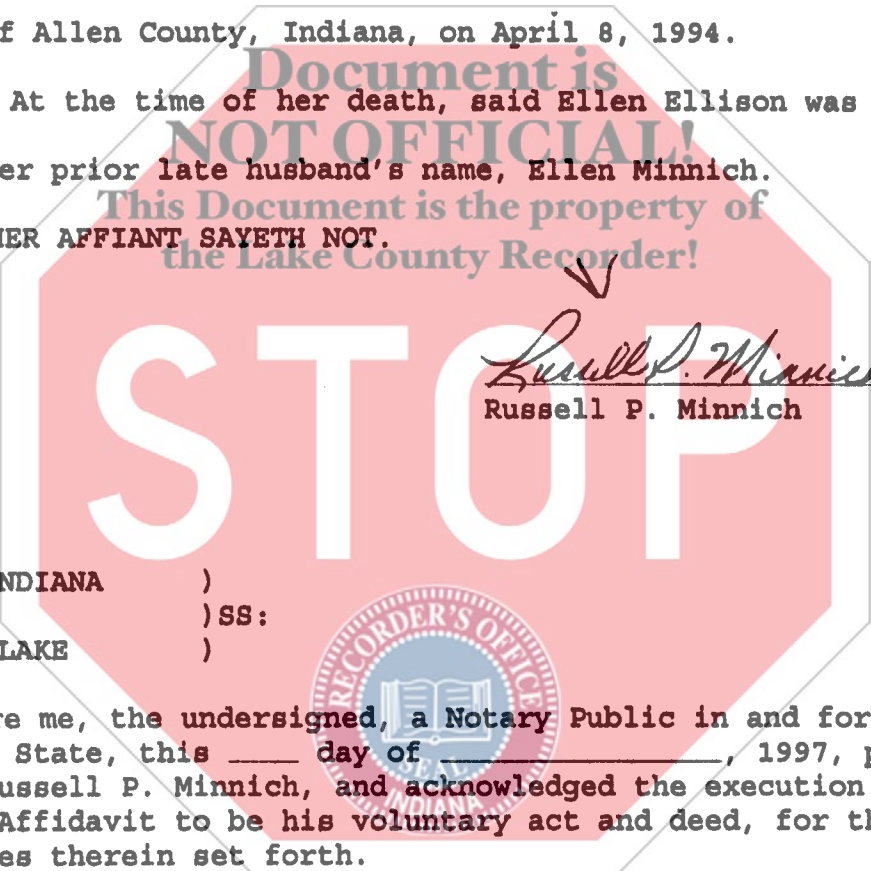 f Allen County, Indiana, on April 8, 1994.
Document is
At the time of her death, said Ellen Ellison was
NOT OFFICIAL!
er prior late husband's name, Ellen Minnich.
This Document is the property of
HER AFFIANT SAYETH NOT.
the Lake County Recorder!
Russell P. Minnich
Russell P. Minnich
STOP
NDIANA )
)SS:
LAKE )
RECORDER'S OFFICE
SEAL
INDIANA
re me, the undersigned, a Notary Public in and for
State, this ____ day of ________________, 1997, p
ussell P. Minnich, and acknowledged the execution
Affidavit to be his voluntary act and deed, for th
es therein set forth.